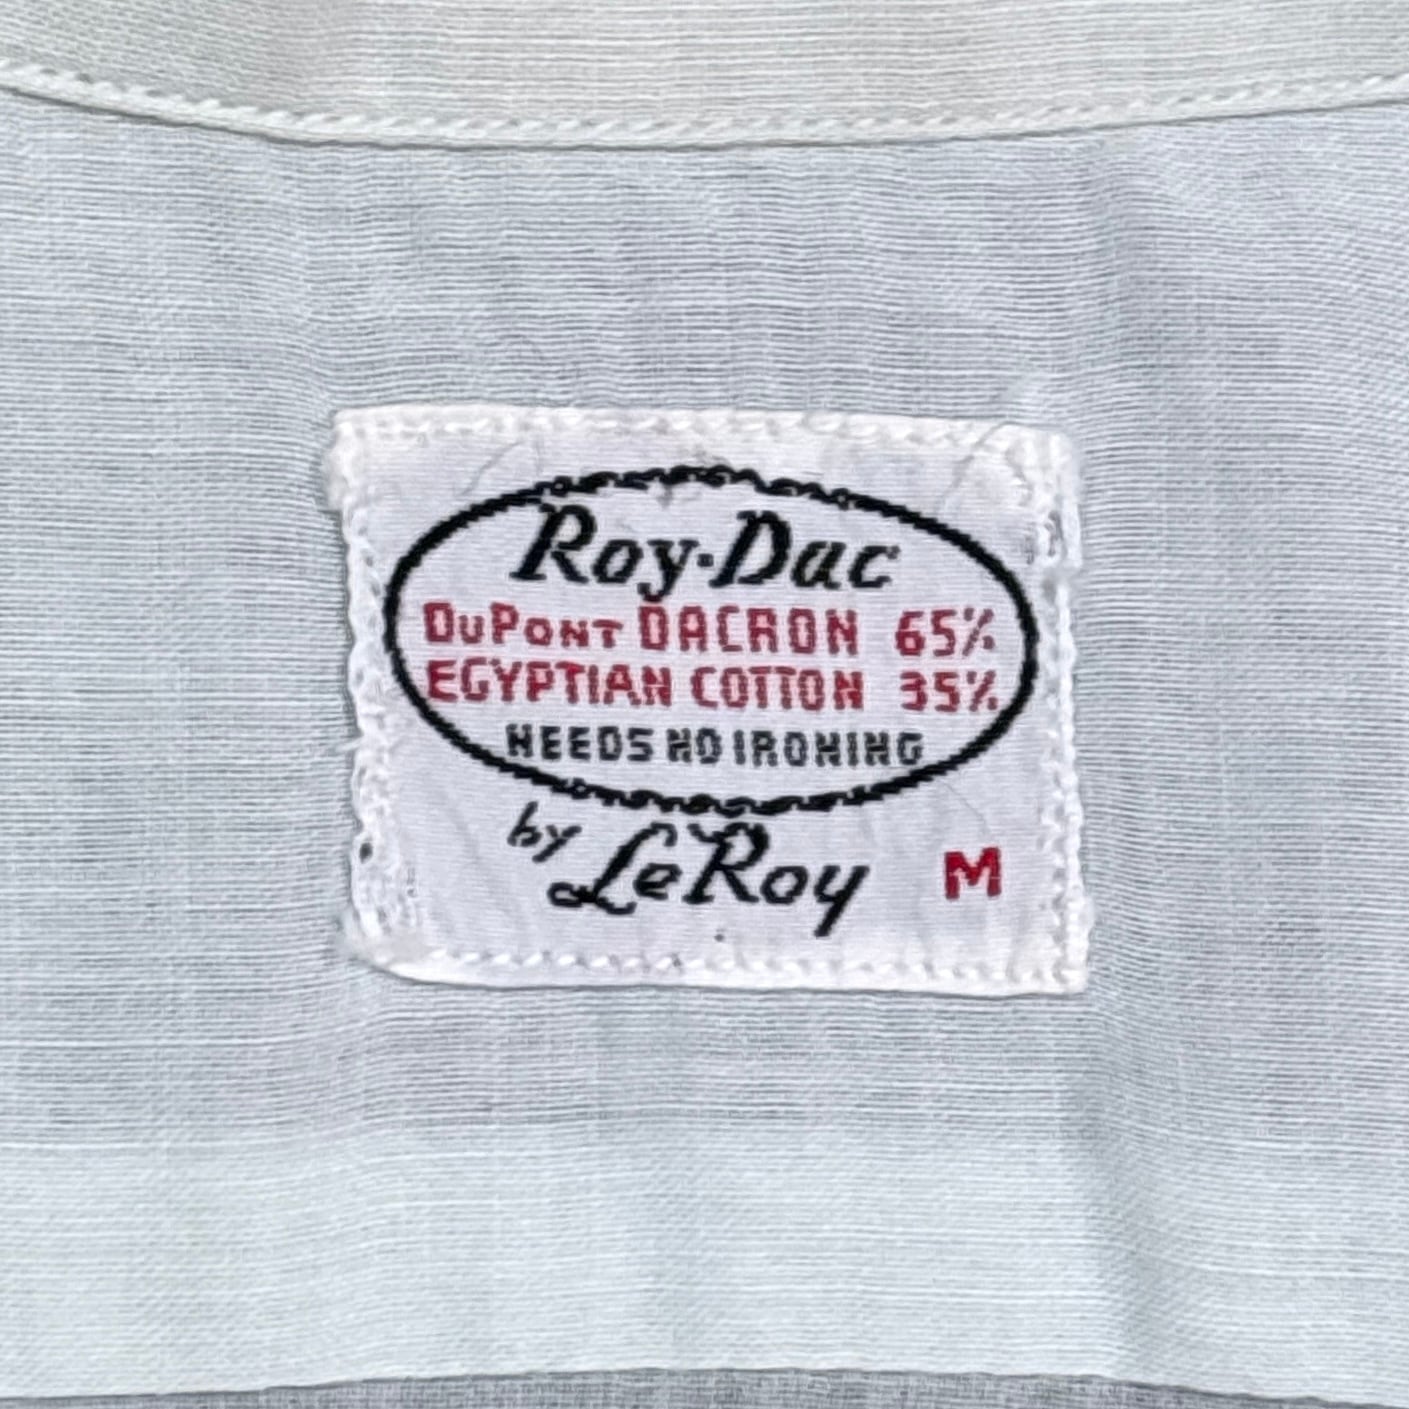 Roy-Dac
DuPONT DACRON 65%
EGYPTIAN COTTON 35%
NEEDS NO IRONING
by LeRoy M